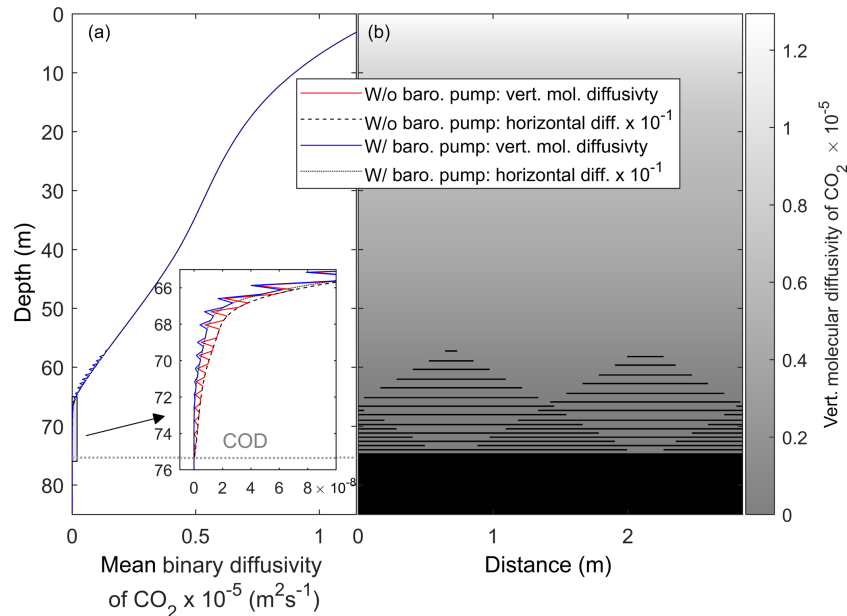 (a)
(b)
0
10
20
30
40
50
60
70
80
Depth (m)
W/o baro. pump: vert. mol. diffusivty
W/o baro. pump: horizontal diff. x 10⁻¹
W/ baro. pump: vert. mol. diffusivty
W/ baro. pump: horizontal diff. x 10⁻¹
66
68
70
72
74
76
COD
0 2 4 6 8 × 10⁻⁸
0 0.5 1
Mean binary diffusivity
of CO₂ x 10⁻⁵ (m²s⁻¹)
0 1 2
Distance (m)
1.2
1
0.8
0.6
0.4
0.2
0
Vert. molecular diffusivity of CO₂ × 10⁻⁵